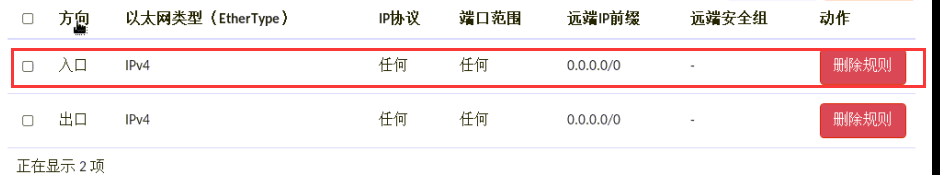 方向 以太网类型（EtherType） IP协议 端口范围 远端IP前缀 远端安全组 动作
入口 IPv4 任何 任何 0.0.0.0/0 - 删除规则
出口 IPv4 任何 任何 0.0.0.0/0 - 删除规则
正在显示 2 项